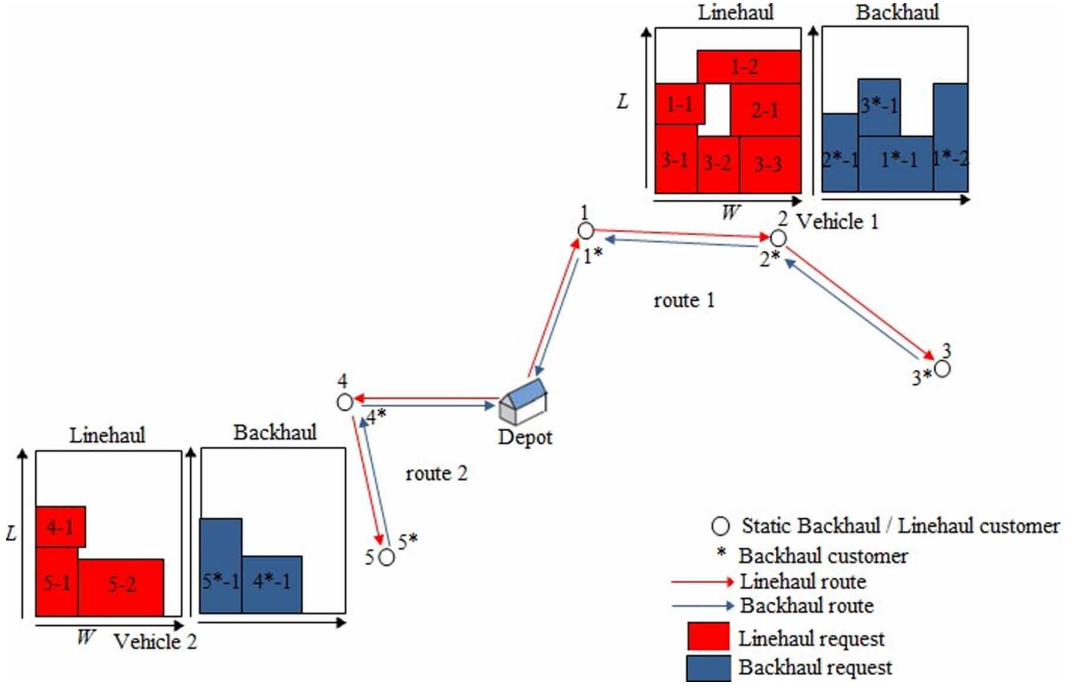 Linehaul
Backhaul
1-2
1-1
2-1
3*-1
3-1
3-2
3-3
2*-1
1*-1
1*-2
L
W
Vehicle 1
1
1*
2
2*
route 1
3
3*
4
4*
Depot
route 2
5
5*
Linehaul
Backhaul
L
4-1
5-1
5-2
5*-1
4*-1
W
Vehicle 2
Static Backhaul / Linehaul customer
* Backhaul customer
Linehaul route
Backhaul route
Linehaul request
Backhaul request